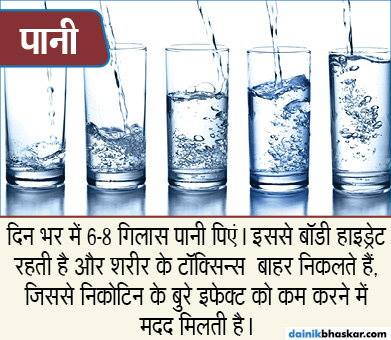 पानी
दिन भर में 6-8 गिलास पानी पिएं। इससे बॉडी हाइड्रेट
रहती है और शरीर के टॉक्सिन्स बाहर निकलते हैं,
जिससे निकोटिन के बुरे इफेक्ट को कम करने में
मदद मिलती है।
dainikbhaskar.com